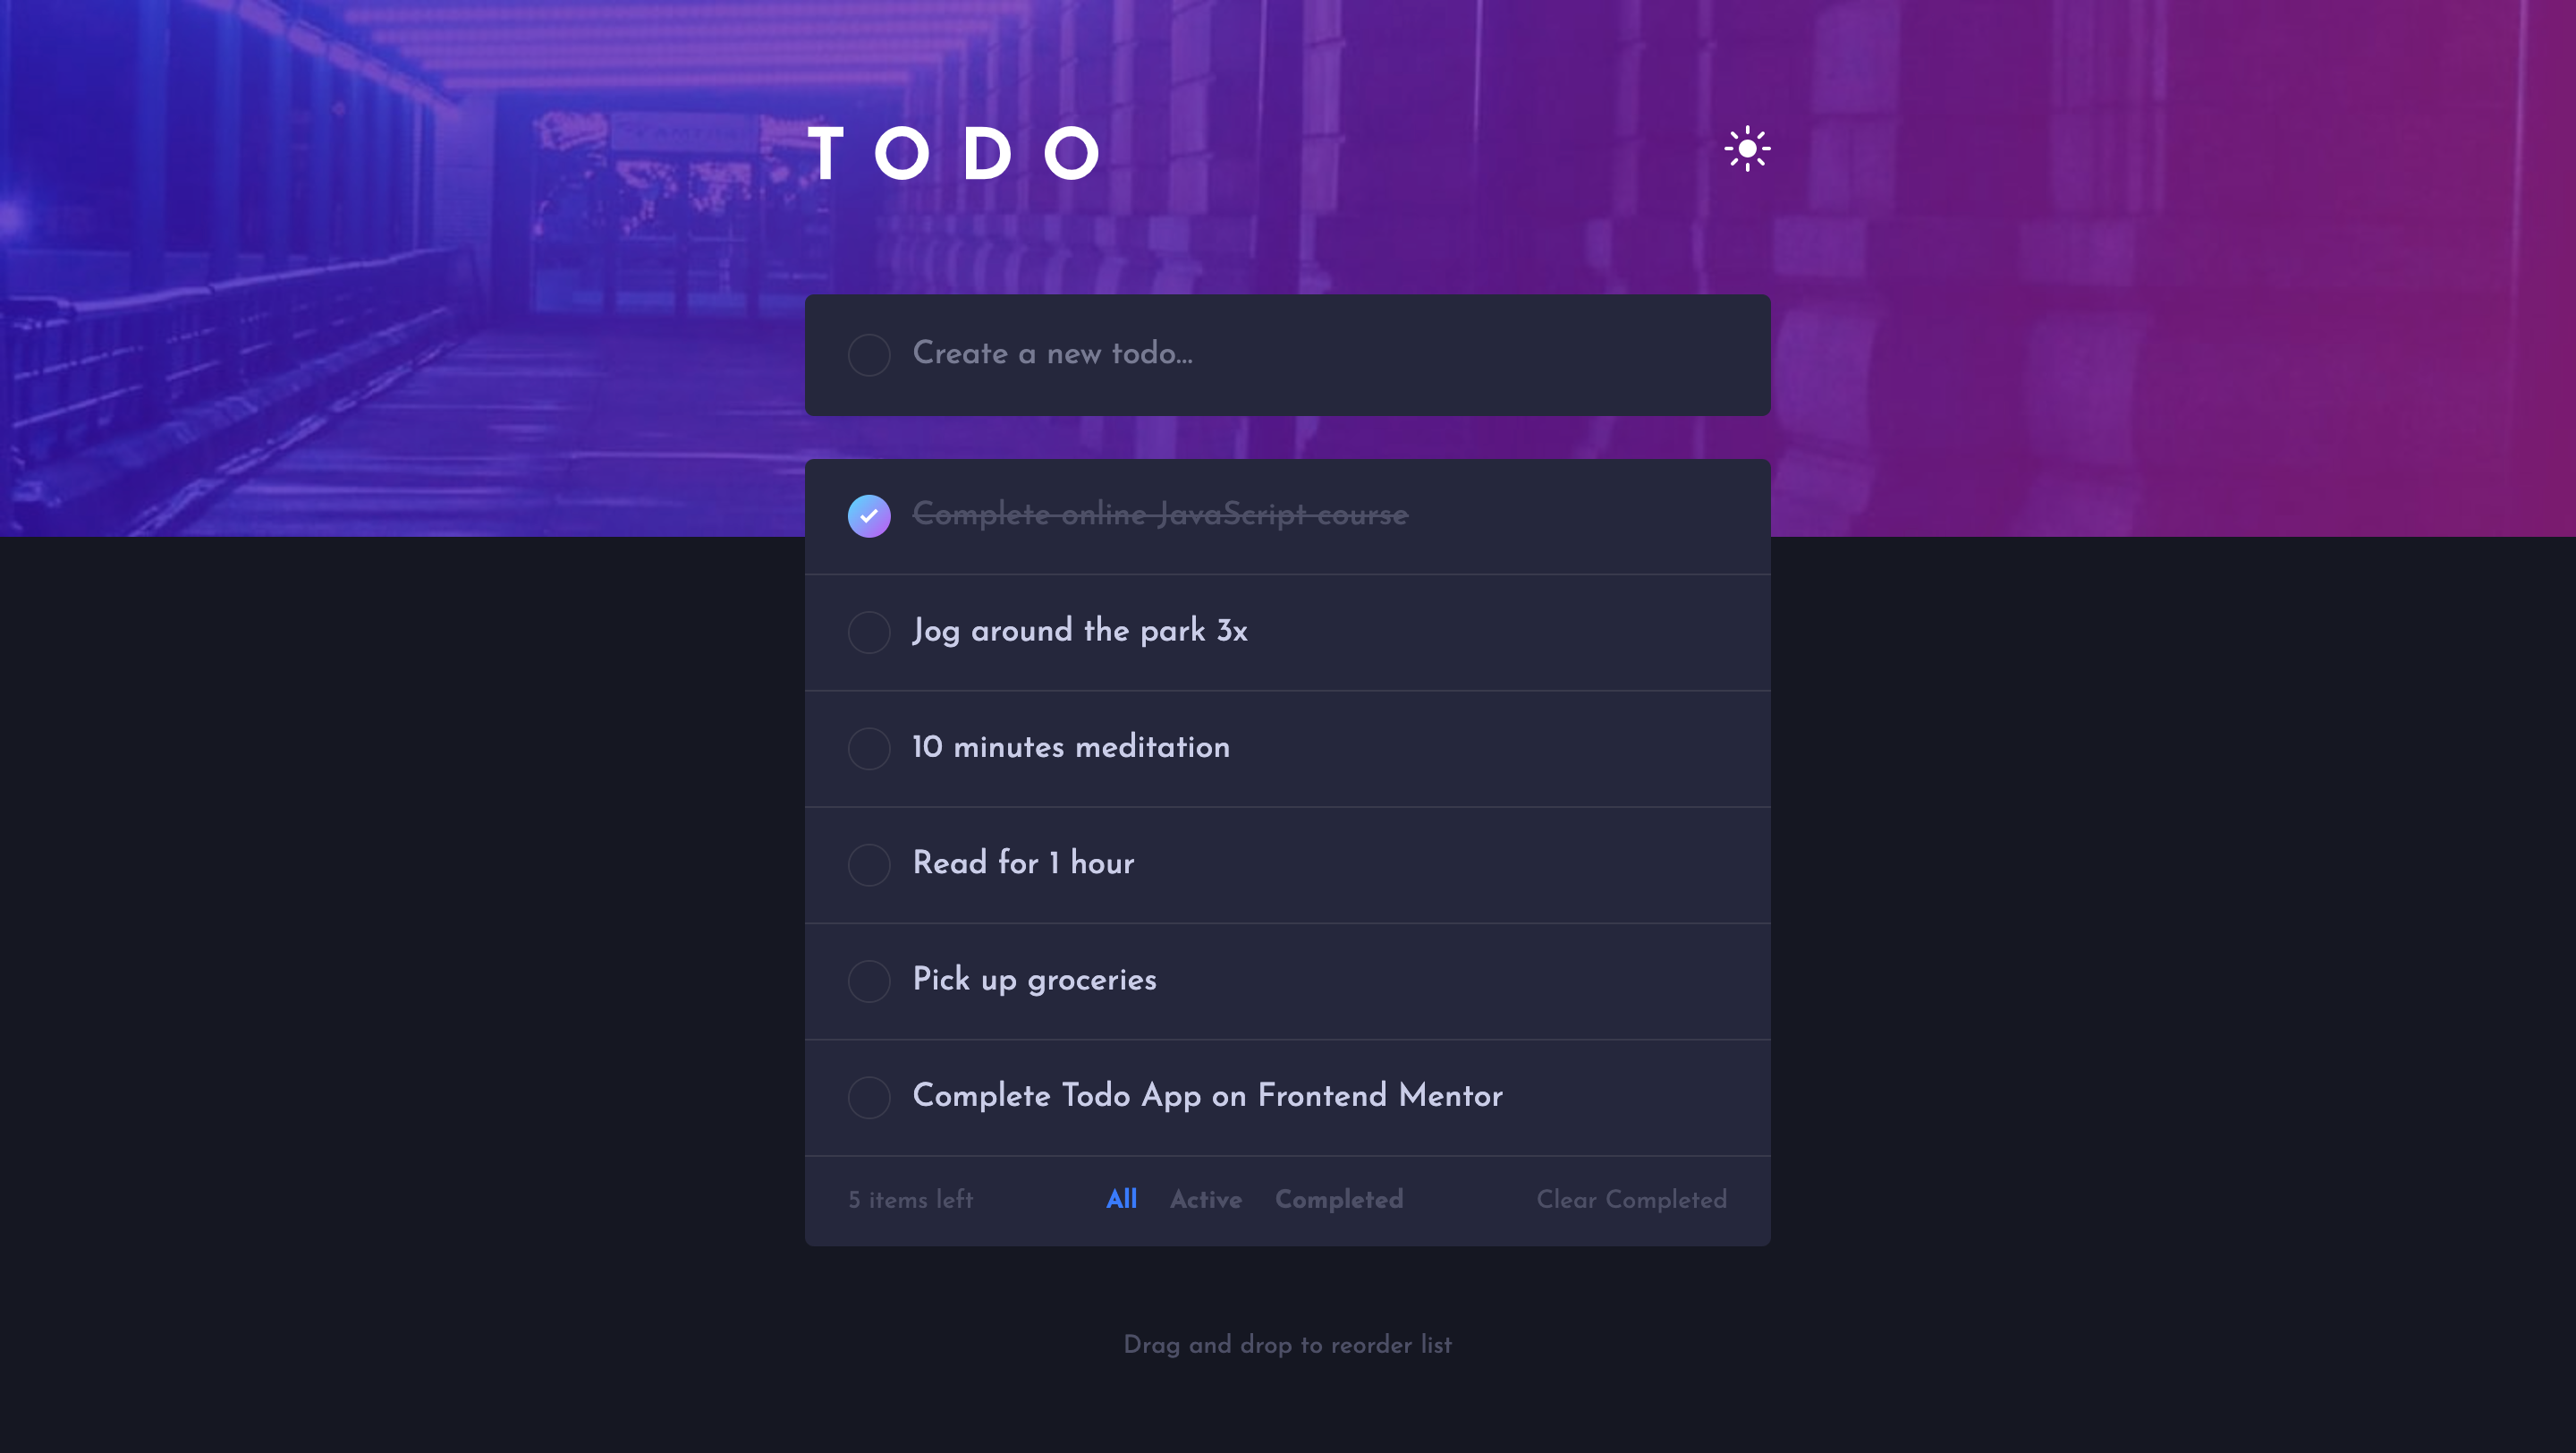 TODO
Create a new todo...
Complete online JavaScript course
Jog around the park 3x
10 minutes meditation
Read for 1 hour
Pick up groceries
Complete Todo App on Frontend Mentor
5 items left All Active Completed Clear Completed
Drag and drop to reorder list